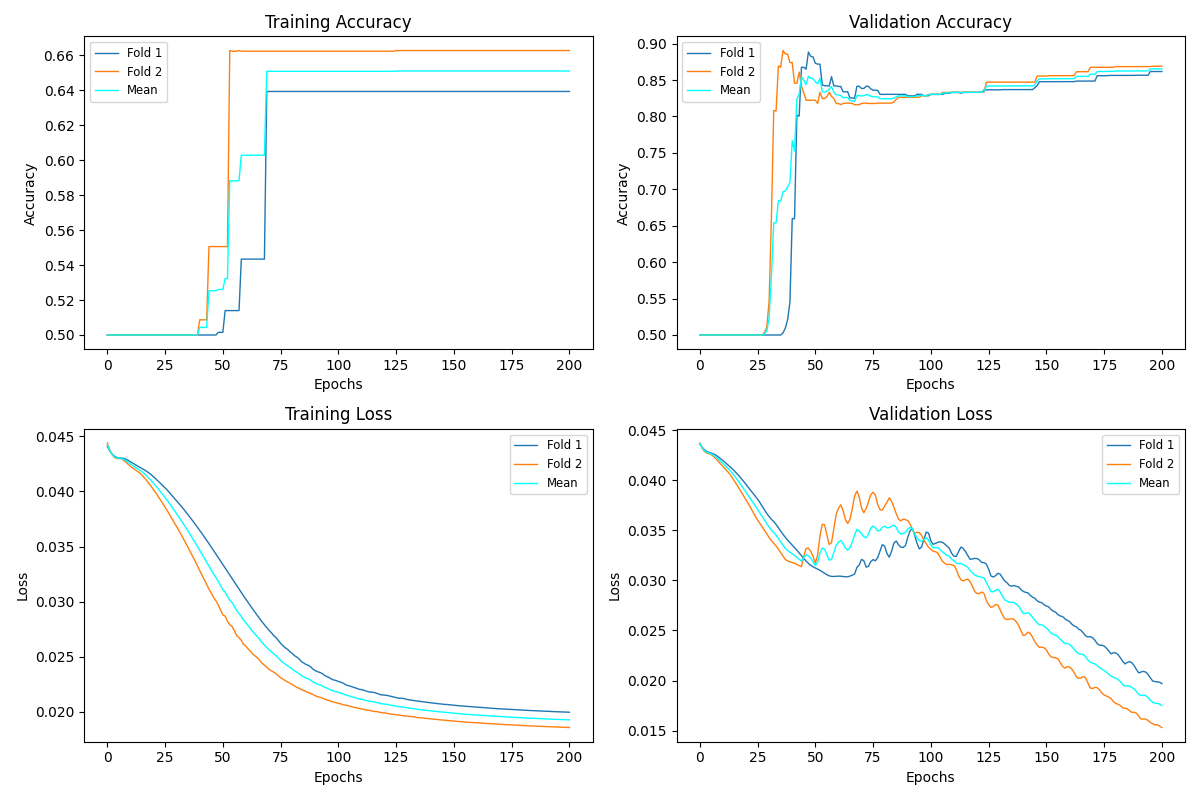 Training Accuracy
Accuracy
0.66
0.64
0.62
0.60
0.58
0.56
0.54
0.52
0.50
Fold 1
Fold 2
Mean
0 25 50 75 100 125 150 175 200
Epochs
Validation Accuracy
Accuracy
0.90
0.85
0.80
0.75
0.70
0.65
0.60
0.55
0.50
Fold 1
Fold 2
Mean
0 25 50 75 100 125 150 175 200
Epochs
Training Loss
Loss
0.045
0.040
0.035
0.030
0.025
0.020
Fold 1
Fold 2
Mean
0 25 50 75 100 125 150 175 200
Epochs
Validation Loss
Loss
0.045
0.040
0.035
0.030
0.025
0.020
0.015
Fold 1
Fold 2
Mean
0 25 50 75 100 125 150 175 200
Epochs